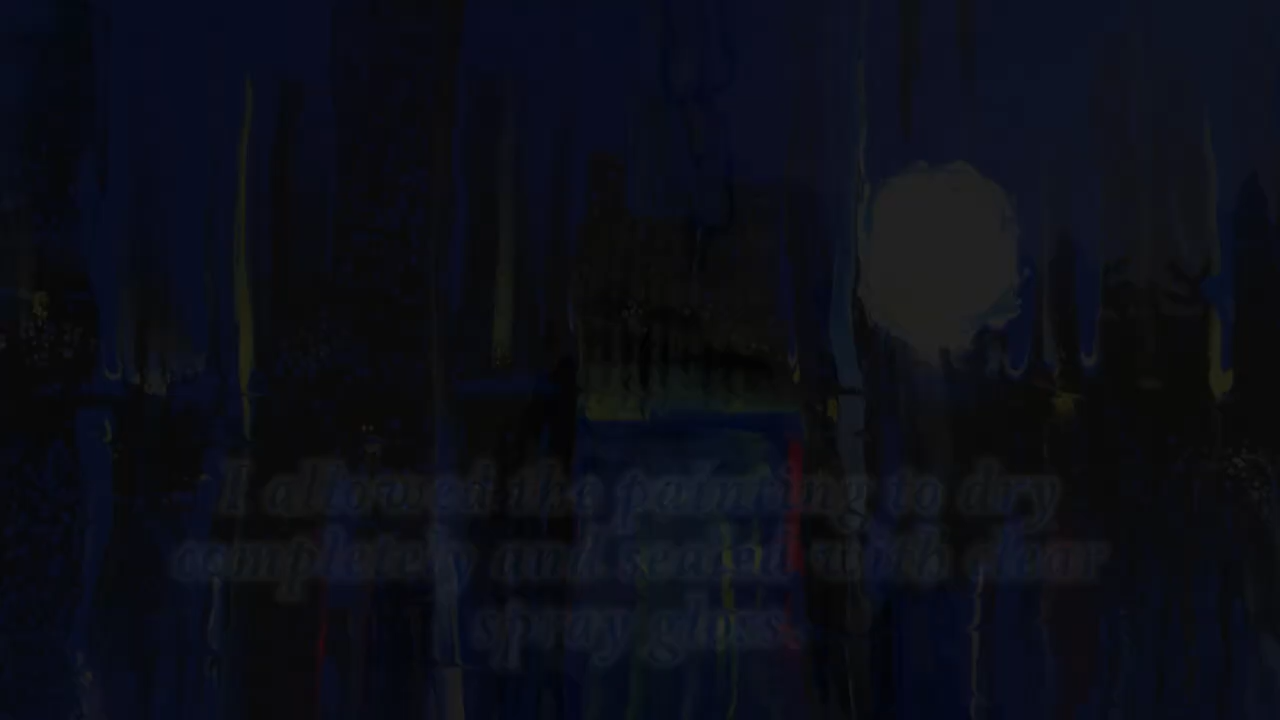 I allowed the painting to dry
completely and sealed with clear
spray gloss.